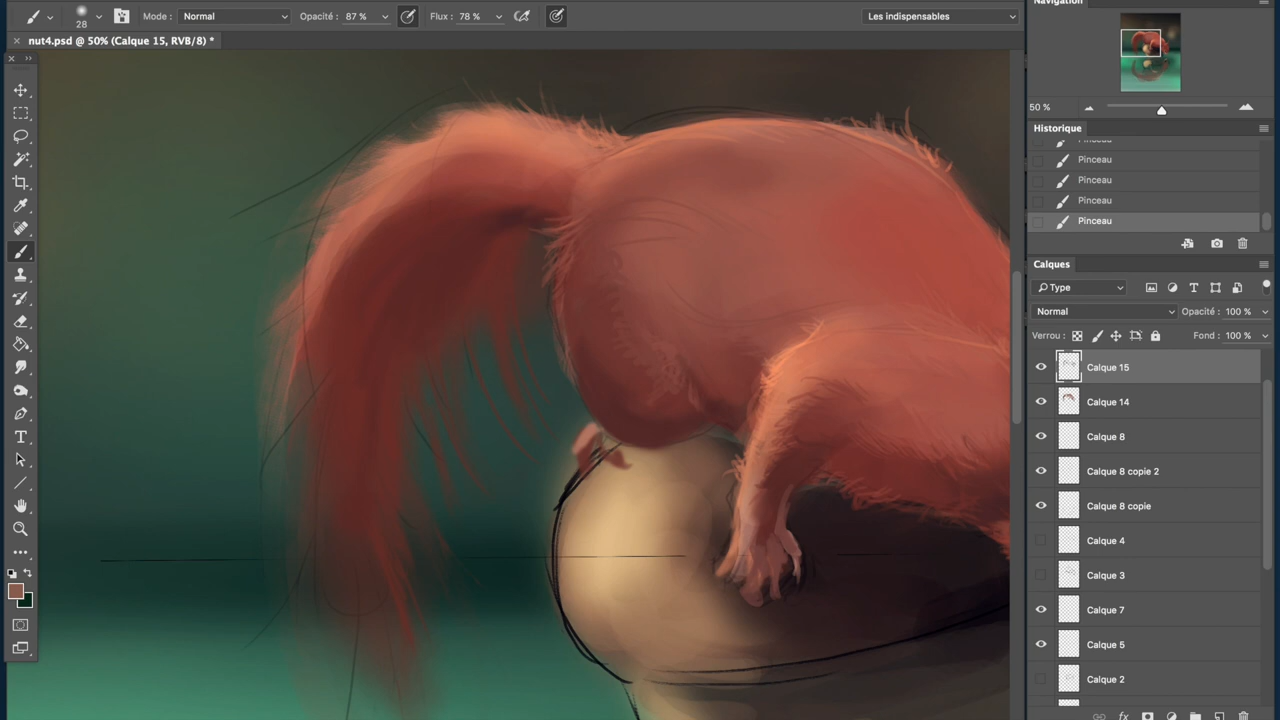 Mode: Normal Opacité: 87 % Flux: 78 % Les indispensables
28
nut4.psd @ 50% (Calque 15, RVB/8) *
Navigation
50 %
Historique
Pinceau
Pinceau
Pinceau
Pinceau
Pinceau
Calques
Type
Normal Opacité: 100 %
Verrou: Fond: 100 %
Calque 15
Calque 14
Calque 8
Calque 8 copie 2
Calque 8 copie
Calque 4
Calque 3
Calque 7
Calque 5
Calque 2
fx